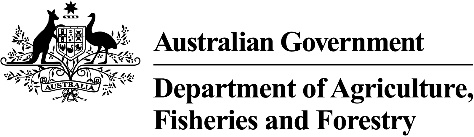 AUSTRALIA
Australian Government
Department of Agriculture,
Fisheries and Forestry